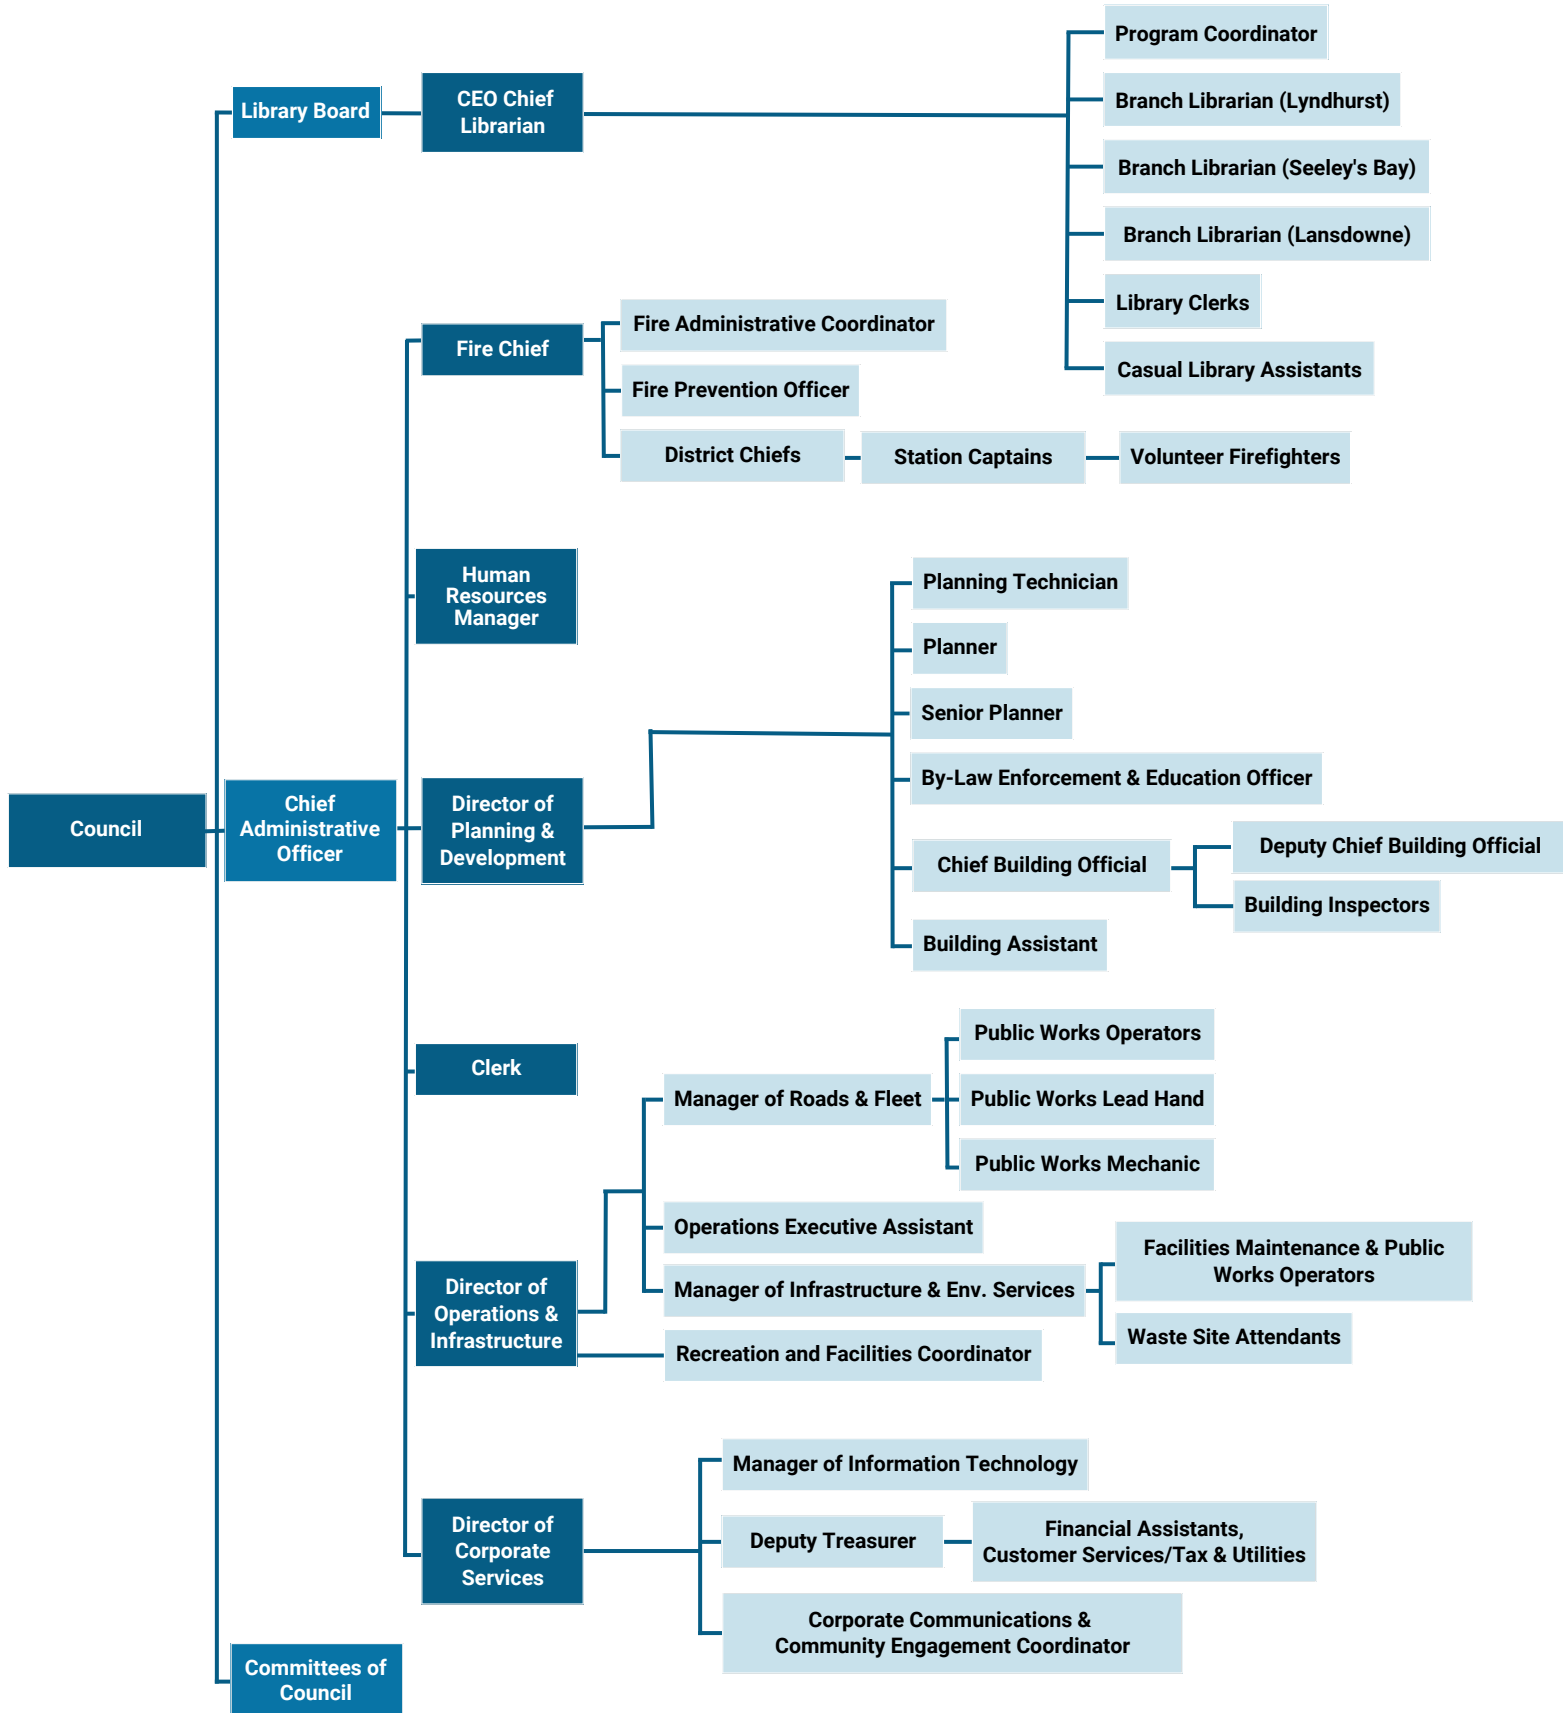 Program Coordinator
Library Board
CEO Chief
Librarian
Branch Librarian (Lyndhurst)
Branch Librarian (Seeley's Bay)
Branch Librarian (Lansdowne)
Library Clerks
Casual Library Assistants
Fire Chief
Fire Administrative Coordinator
Fire Prevention Officer
District Chiefs
Station Captains
Volunteer Firefighters
Human
Resources
Manager
Planning Technician
Planner
Senior Planner
By-Law Enforcement & Education Officer
Council
Chief
Administrative
Officer
Director of
Planning &
Development
Chief Building Official
Deputy Chief Building Official
Building Inspectors
Building Assistant
Clerk
Manager of Roads & Fleet
Public Works Operators
Public Works Lead Hand
Public Works Mechanic
Operations Executive Assistant
Director of
Operations &
Infrastructure
Manager of Infrastructure & Env. Services
Facilities Maintenance & Public
Works Operators
Waste Site Attendants
Recreation and Facilities Coordinator
Manager of Information Technology
Director of
Corporate
Services
Deputy Treasurer
Financial Assistants,
Customer Services/Tax & Utilities
Corporate Communications &
Community Engagement Coordinator
Committees of
Council